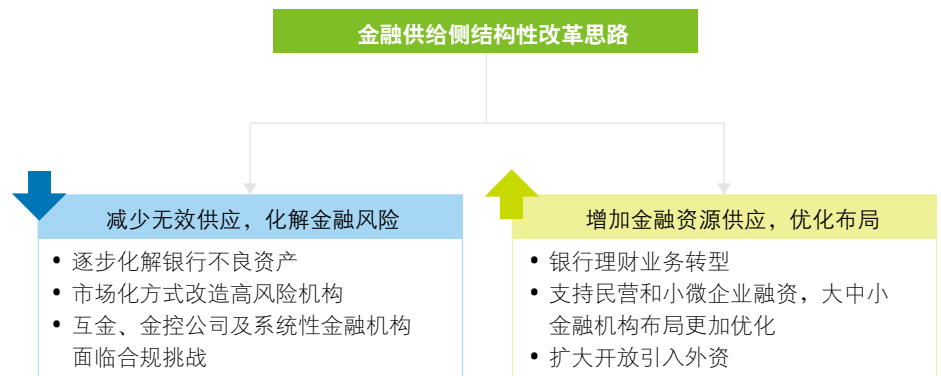 金融供给侧结构性改革思路
减少无效供应，化解金融风险
• 逐步化解银行不良资产
• 市场化方式改造高风险机构
• 互金、金控公司及系统性金融机构
面临合规挑战
增加金融资源供应，优化布局
• 银行理财业务转型
• 支持民营和小微企业融资，大中小
金融机构布局更加优化
• 扩大开放引入外资